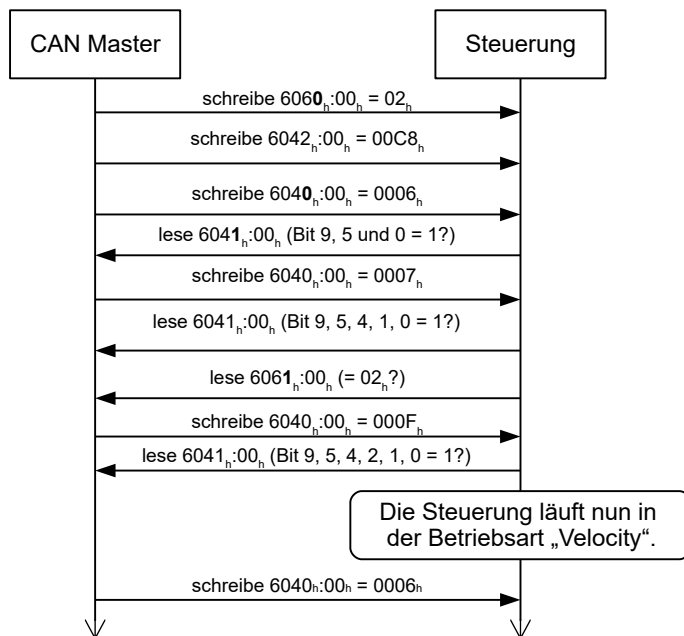 CAN Master
Steuerung
schreibe 6060ₕ:00ₕ = 02ₕ
schreibe 6042ₕ:00ₕ = 00C8ₕ
schreibe 6040ₕ:00ₕ = 0006ₕ
lese 6041ₕ:00ₕ (Bit 9, 5 und 0 = 1?)
schreibe 6040ₕ:00ₕ = 0007ₕ
lese 6041ₕ:00ₕ (Bit 9, 5, 4, 1, 0 = 1?)
lese 6061ₕ:00ₕ (= 02ₕ?)
schreibe 6040ₕ:00ₕ = 000Fₕ
lese 6041ₕ:00ₕ (Bit 9, 5, 4, 2, 1, 0 = 1?)
Die Steuerung läuft nun in
der Betriebsart „Velocity“.
schreibe 6040ₕ:00ₕ = 0006ₕ